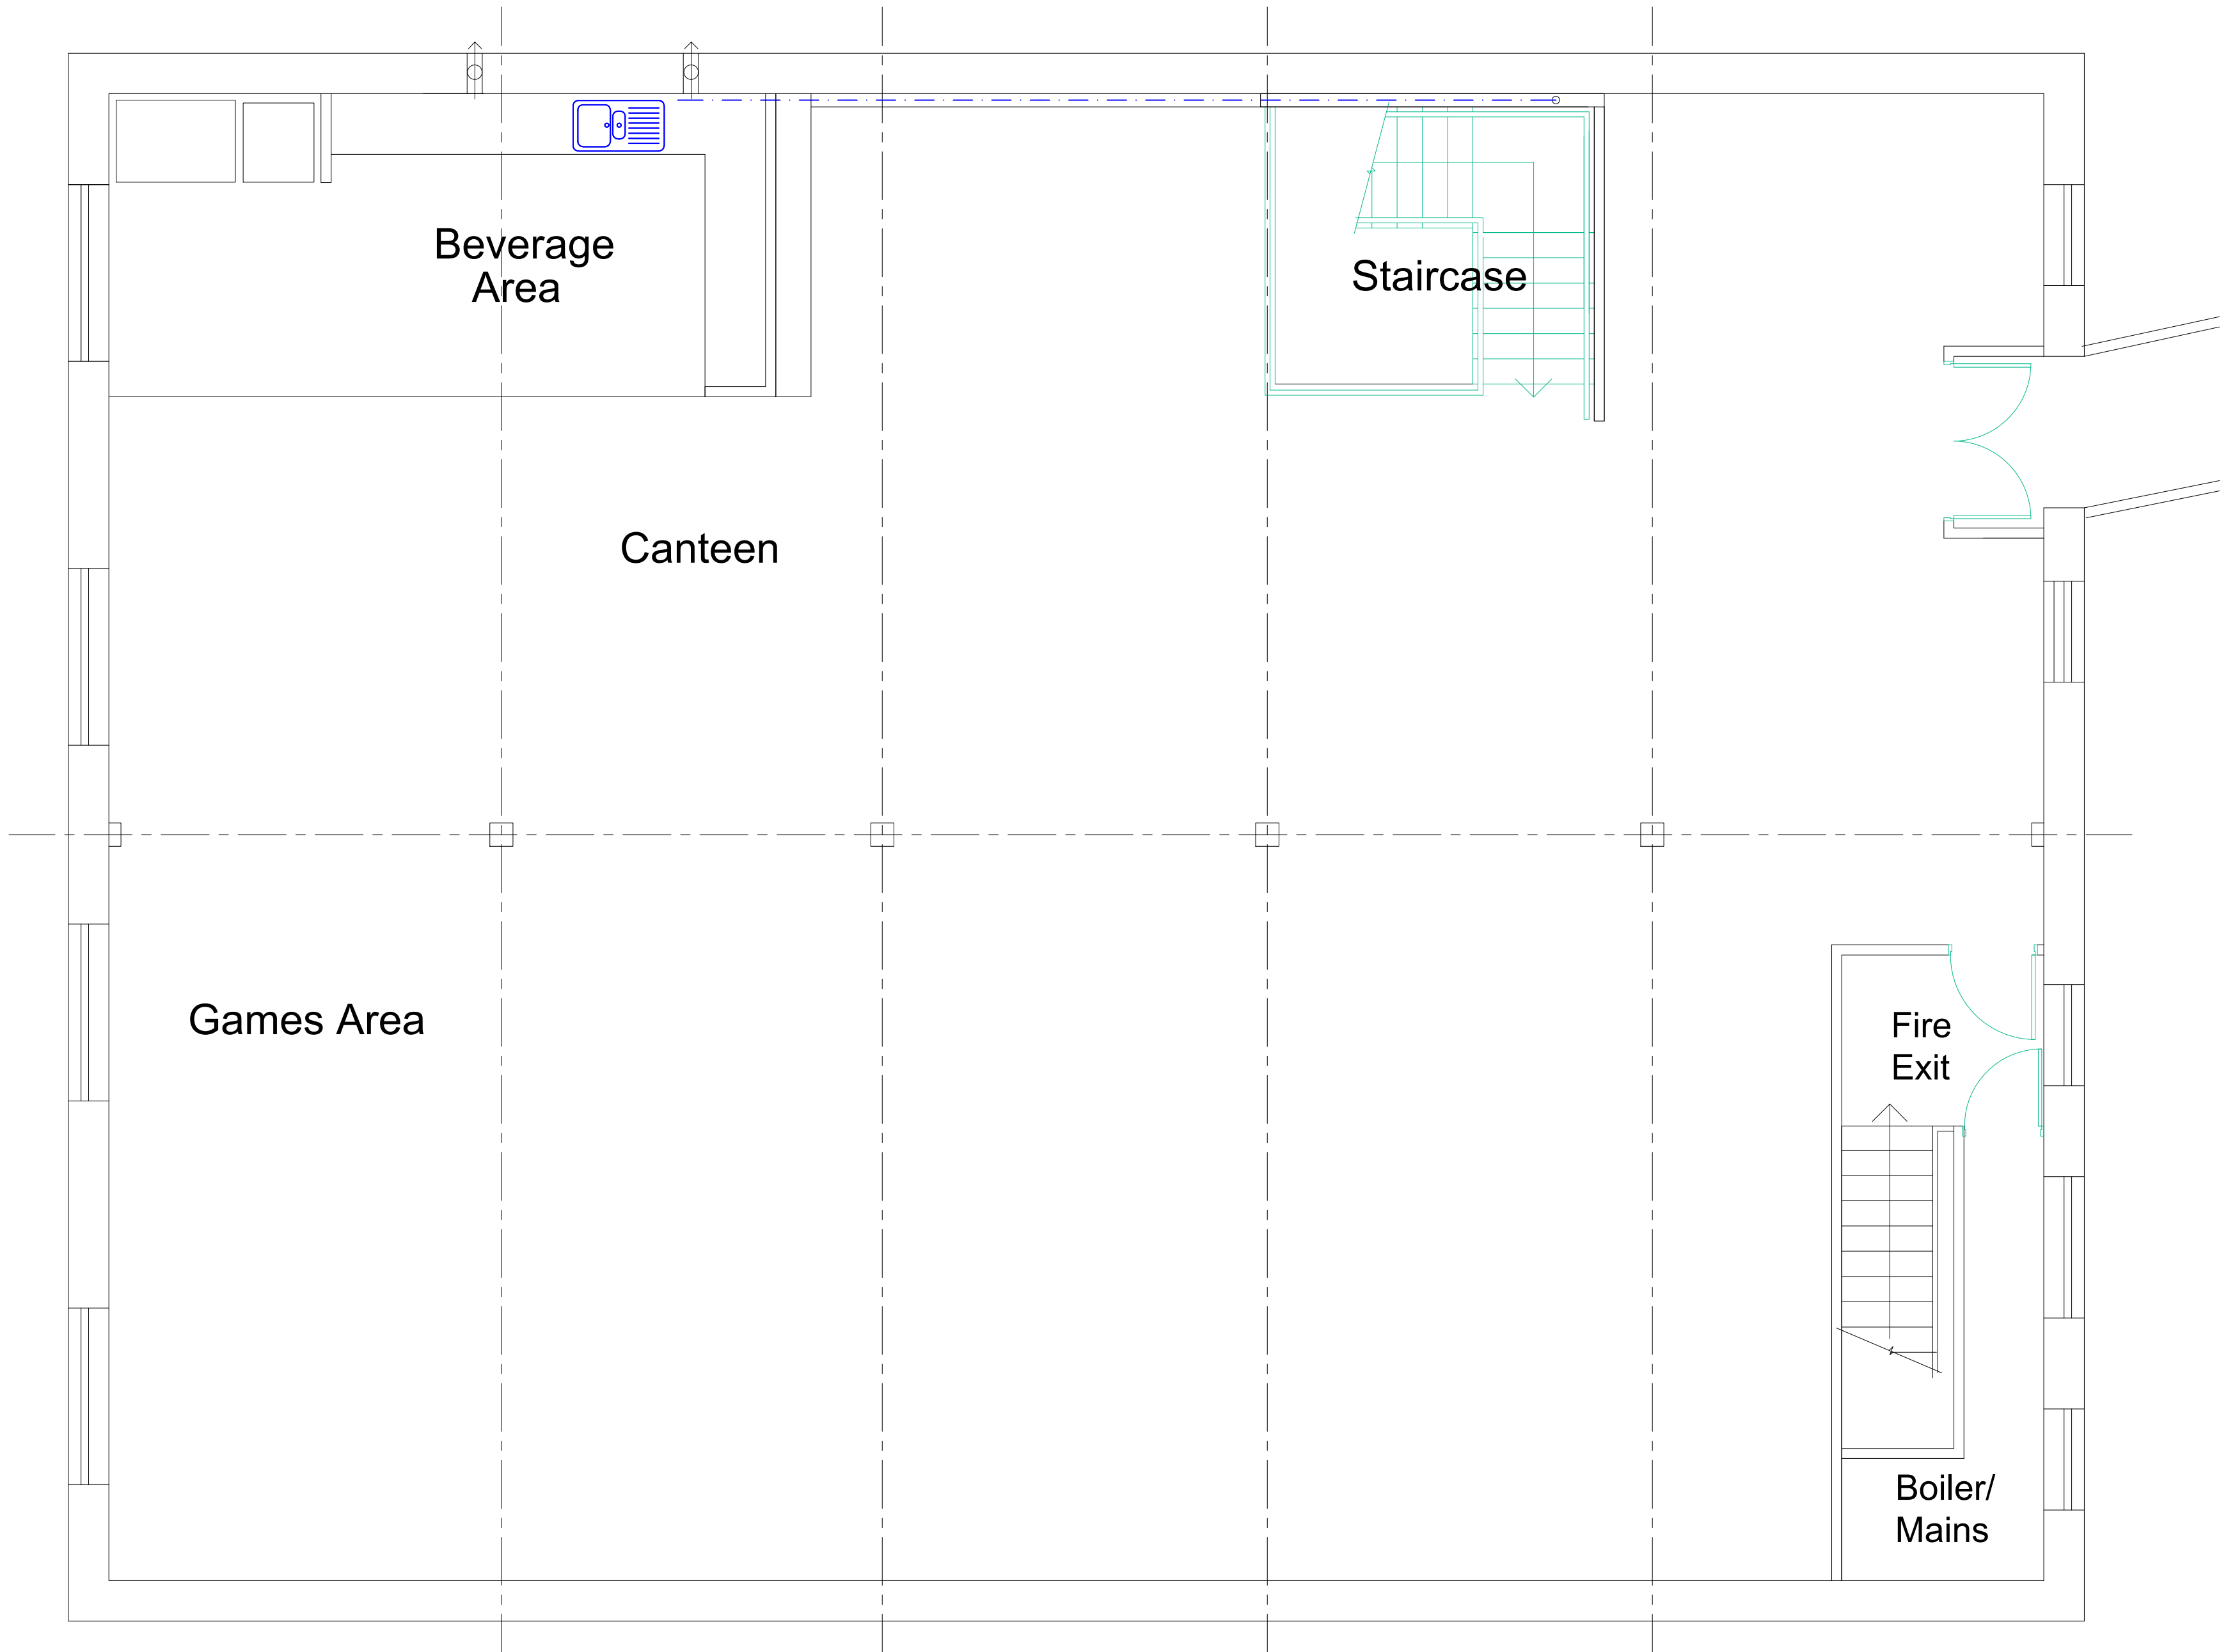 Beverage
Area
Staircase
Canteen
Games Area
Fire
Exit
Boiler/
Mains